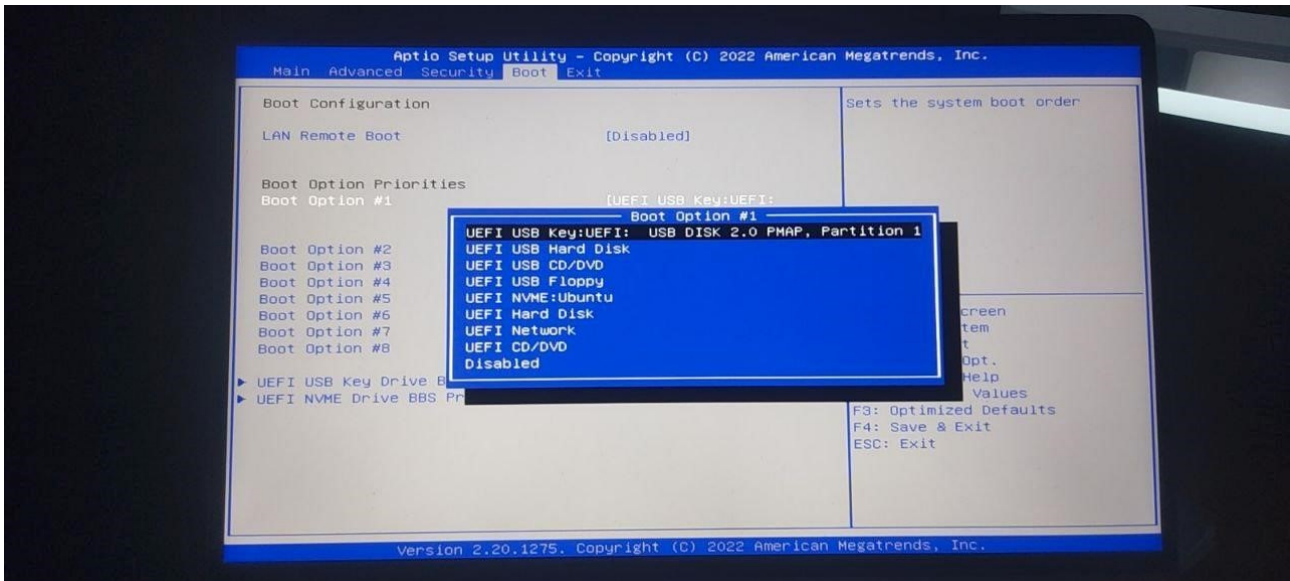 Aptio Setup Utility – Copyright (C) 2022 American Megatrends, Inc.
Main Advanced Security Boot Exit
Boot Configuration
Sets the system boot order
LAN Remote Boot [Disabled]
Boot Option Priorities
Boot Option #1 [UEFI USB Key:UEFI:
Boot Option #1
UEFI USB Key:UEFI: USB DISK 2.0 PMAP, Partition 1
Boot Option #2 UEFI USB Hard Disk
Boot Option #3 UEFI USB CD/DVD
Boot Option #4 UEFI USB Floppy
Boot Option #5 UEFI NVME:Ubuntu
Boot Option #6 UEFI Hard Disk
Boot Option #7 UEFI Network
Boot Option #8 UEFI CD/DVD
Disabled
UEFI USB Key Drive B
UEFI NVME Drive BBS Pr
creen
tem
t
Opt.
Help
Values
F3: Optimized Defaults
F4: Save & Exit
ESC: Exit
Version 2.20.1275. Copyright (C) 2022 American Megatrends, Inc.